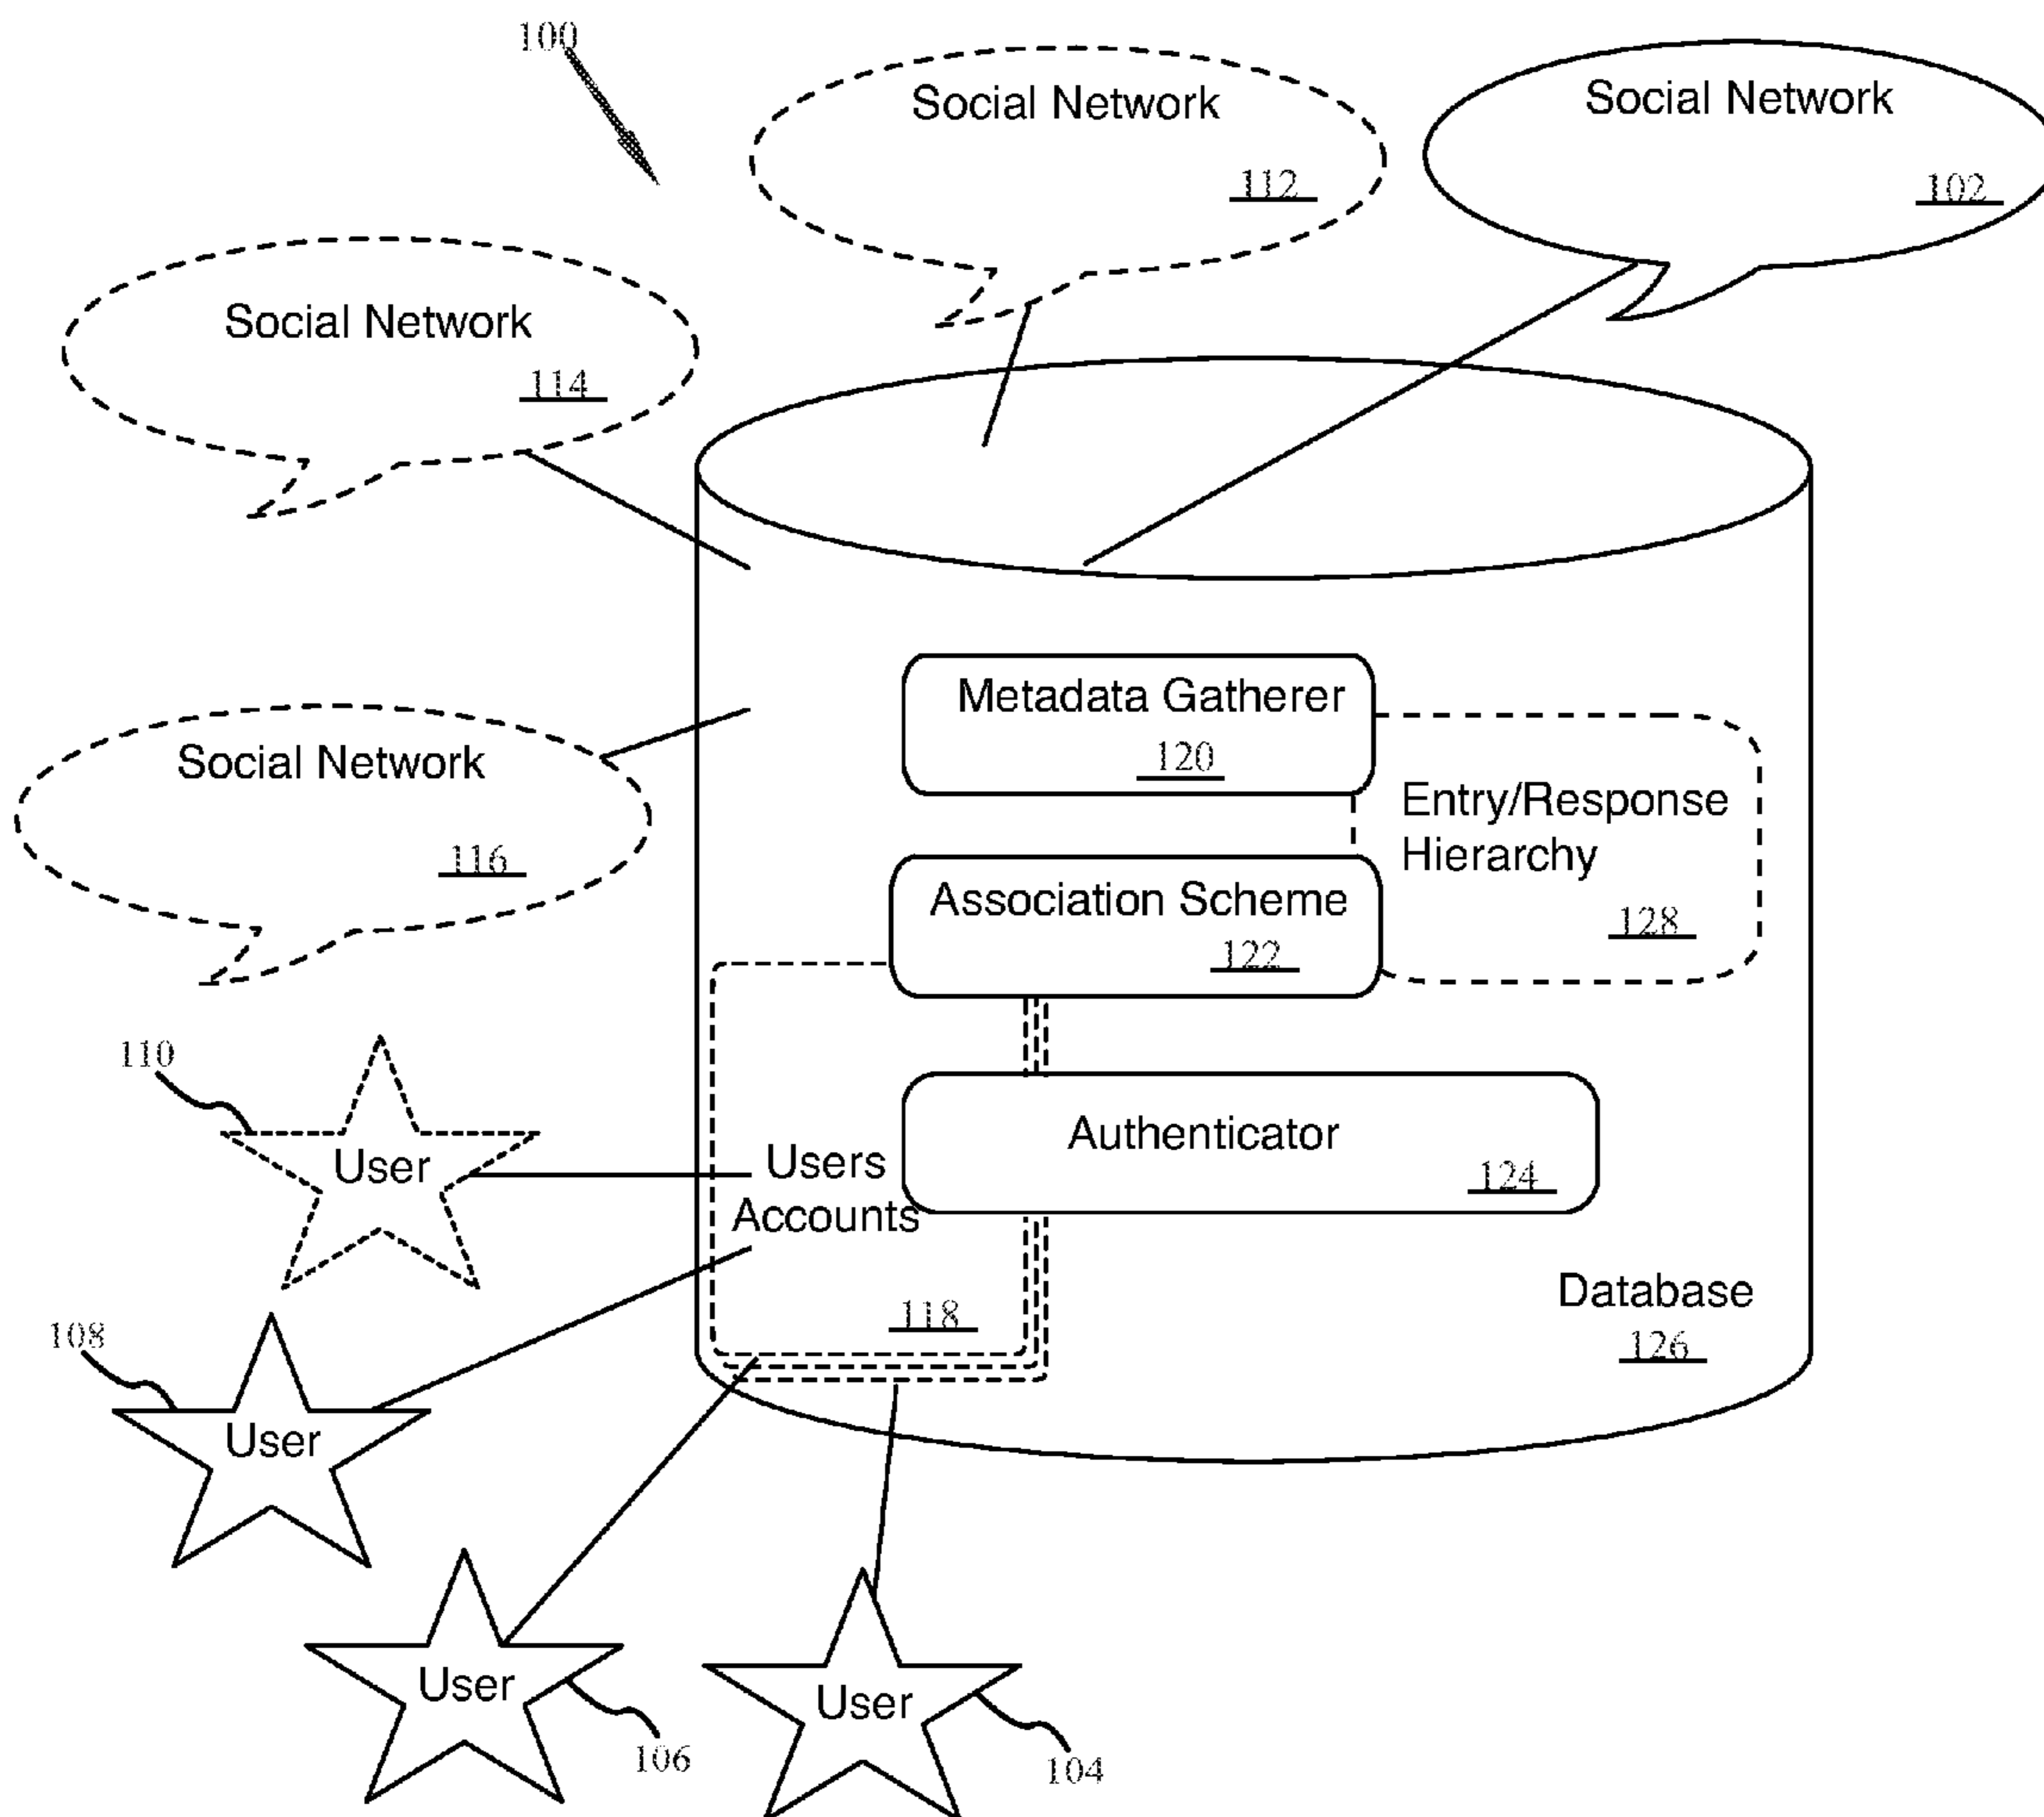 100
Social Network
112
Social Network
102
Social Network
114
Metadata Gatherer
120
Social Network
116
Entry/Response
Hierarchy
128
Association Scheme
122
110
User
Users
Accounts
118
Authenticator
124
Database
126
108
User
User
106
User
104